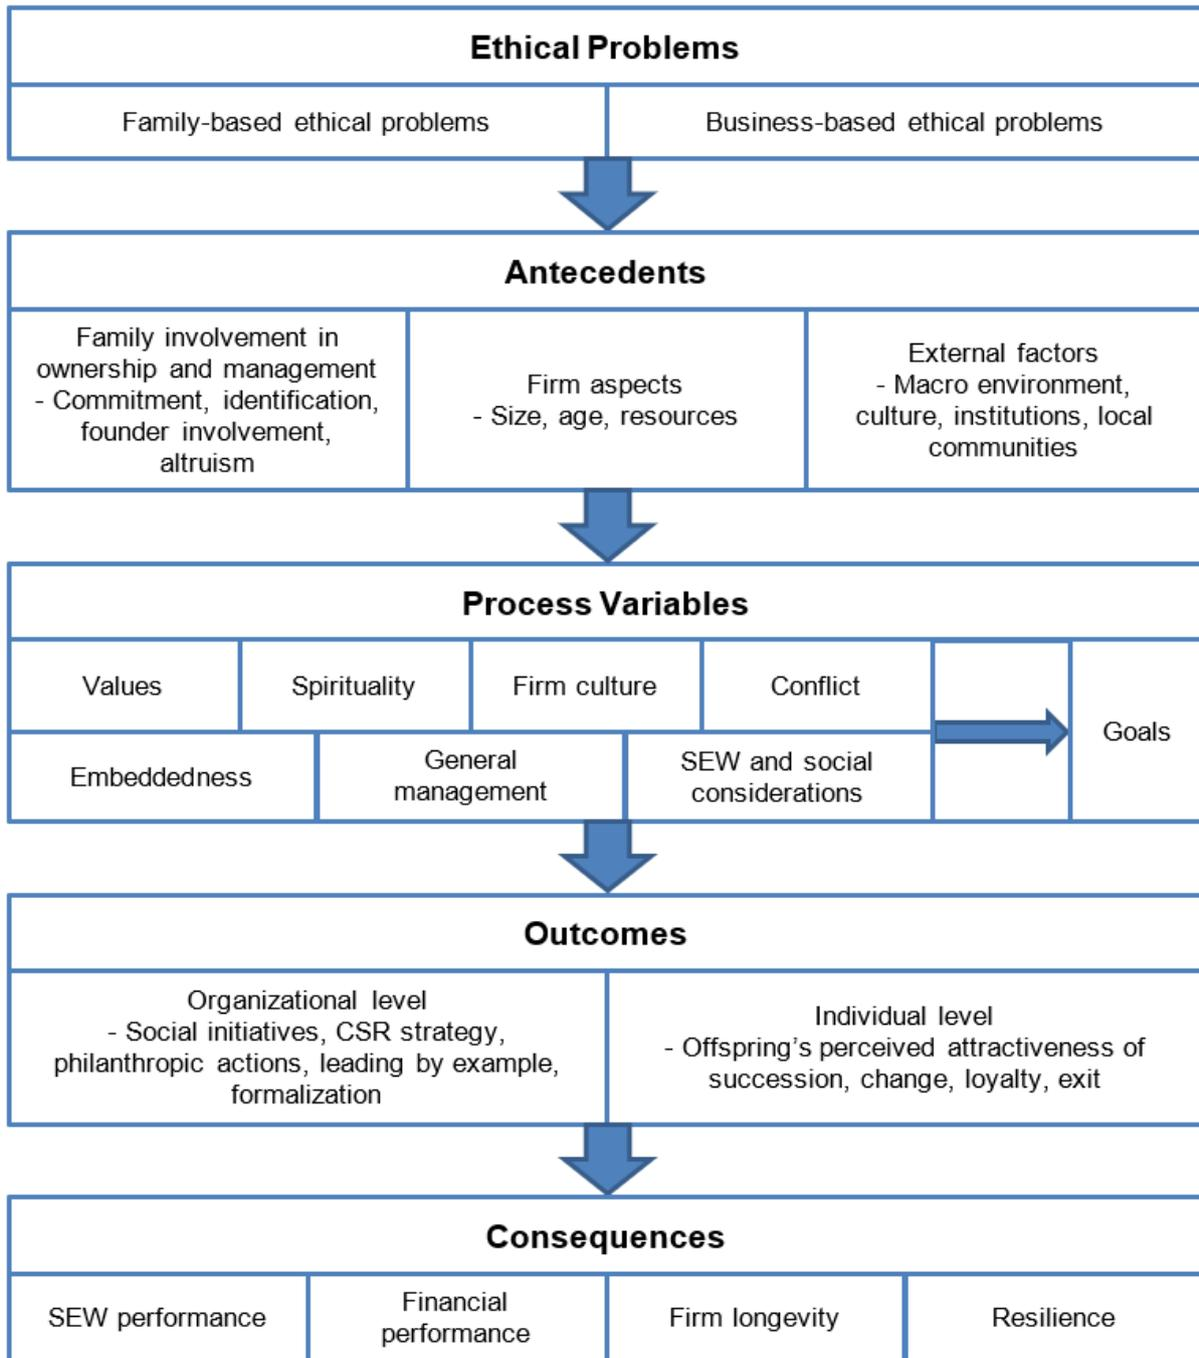 Ethical Problems
Family-based ethical problems
Business-based ethical problems
Antecedents
Family involvement in
ownership and management
- Commitment, identification,
founder involvement,
altruism
Firm aspects
- Size, age, resources
External factors
- Macro environment,
culture, institutions, local
communities
Process Variables
Values
Spirituality
Firm culture
Conflict
Embeddedness
General
management
SEW and social
considerations
Goals
Outcomes
Organizational level
- Social initiatives, CSR strategy,
philanthropic actions, leading by example,
formalization
Individual level
- Offspring's perceived attractiveness of
succession, change, loyalty, exit
Consequences
SEW performance
Financial
performance
Firm longevity
Resilience